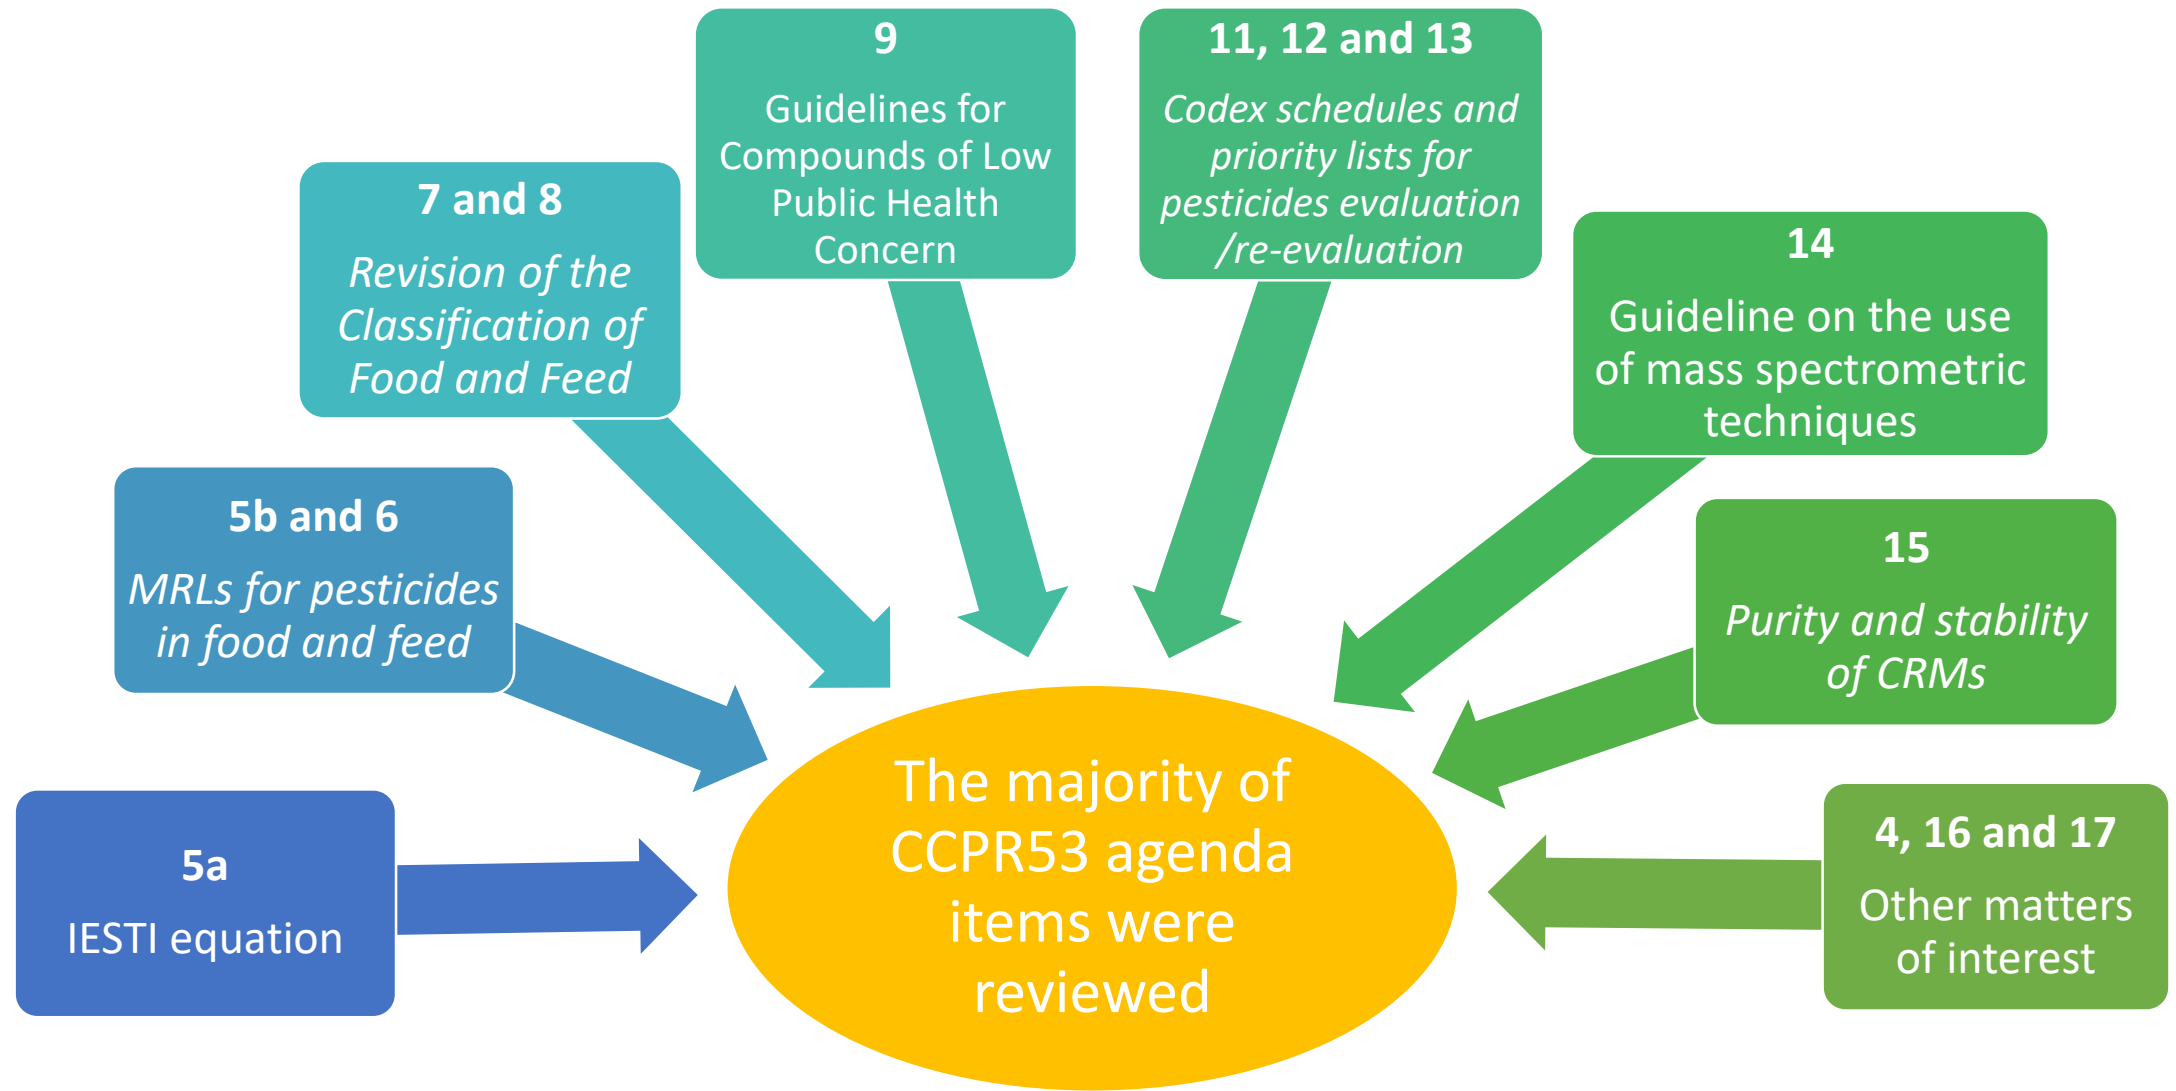 5a
IESTI equation
5b and 6
MRLs for pesticides
in food and feed
7 and 8
Revision of the
Classification of
Food and Feed
9
Guidelines for
Compounds of Low
Public Health
Concern
11, 12 and 13
Codex schedules and
priority lists for
pesticides evaluation
/re-evaluation
14
Guideline on the use
of mass spectrometric
techniques
15
Purity and stability
of CRMs
4, 16 and 17
Other matters
of interest
The majority of
CCPR53 agenda
items were
reviewed